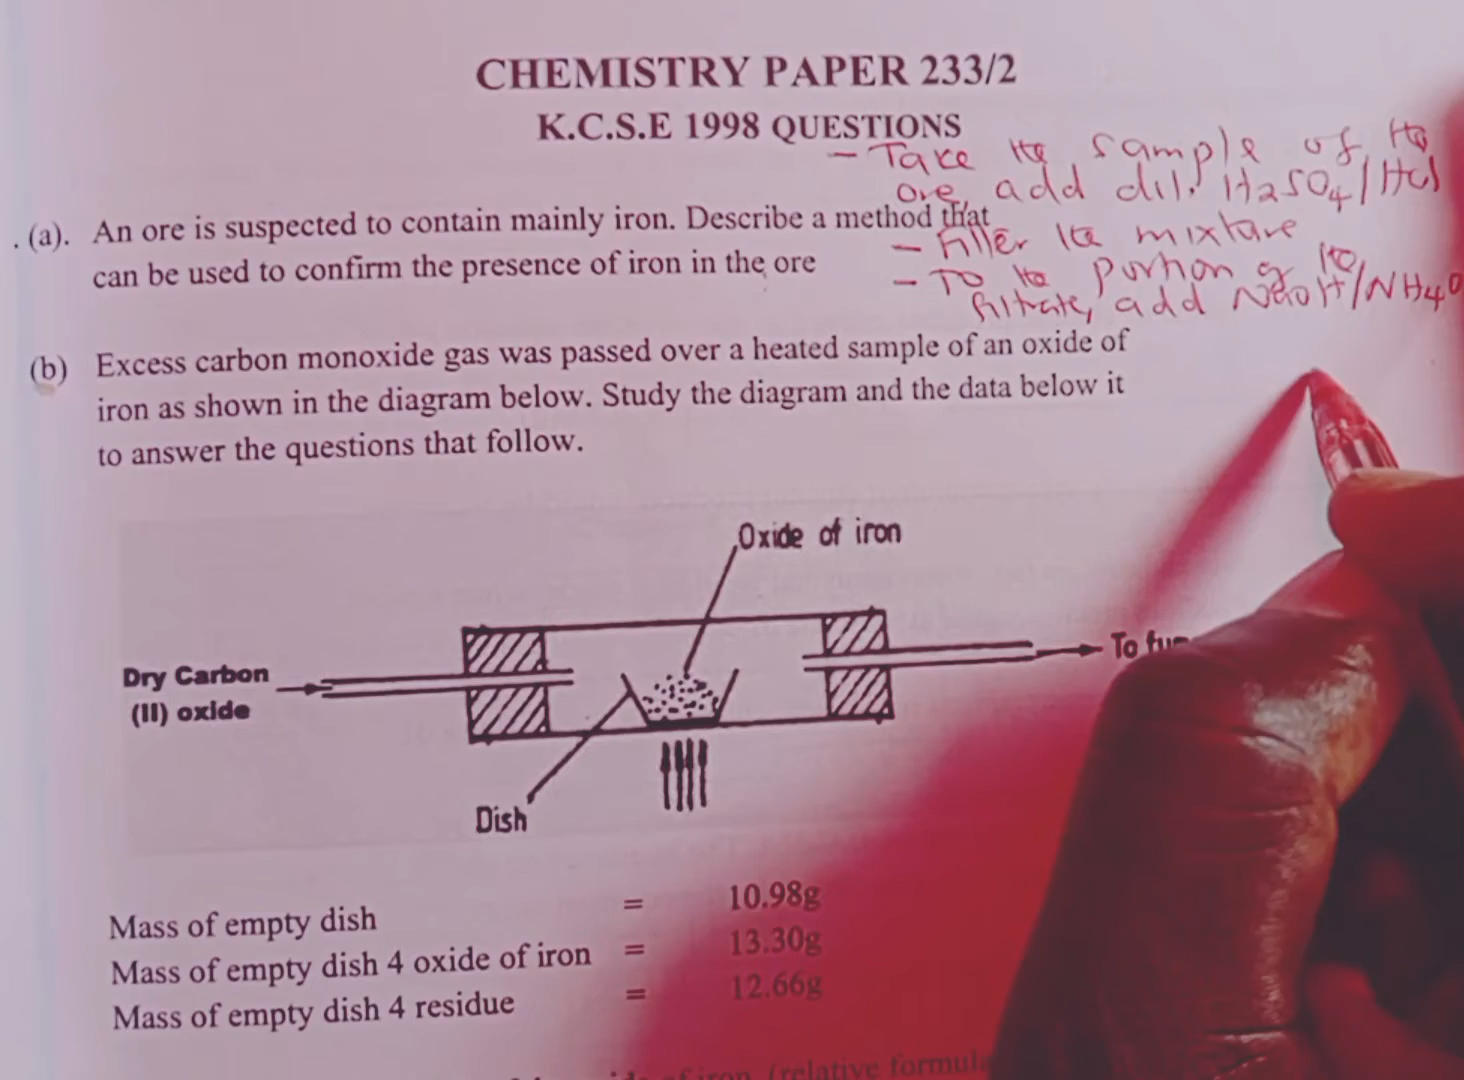 CHEMISTRY PAPER 233/2
K.C.S.E 1998 QUESTIONS
- Take the sample of the
ore, add dil. H2SO4/HCl
. (a). An ore is suspected to contain mainly iron. Describe a method that
can be used to confirm the presence of iron in the ore
- Filter the mixture
- To the portion of the
filtrate, add NaOH/NH4O
(b) Excess carbon monoxide gas was passed over a heated sample of an oxide of
iron as shown in the diagram below. Study the diagram and the data below it
to answer the questions that follow.
Oxide of iron
Dry Carbon
(II) oxide
To
Dish
Mass of empty dish = 10.98g
Mass of empty dish 4 oxide of iron = 13.30g
Mass of empty dish 4 residue = 12.66g
of iron (relative formula